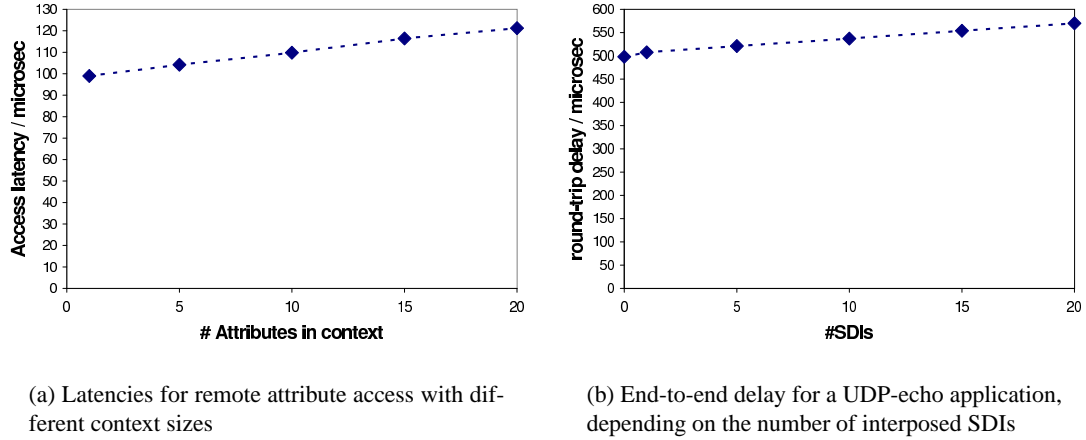 130
120
110
100
90
80
70
60
50
40
30
20
10
0
Access latency / microsec
0 5 10 15 20
# Attributes in context
600
550
500
450
400
350
300
250
200
150
100
50
0
round-trip delay / microsec
0 5 10 15 20
#SDIs
(a) Latencies for remote attribute access with dif-
ferent context sizes
(b) End-to-end delay for a UDP-echo application,
depending on the number of interposed SDIs